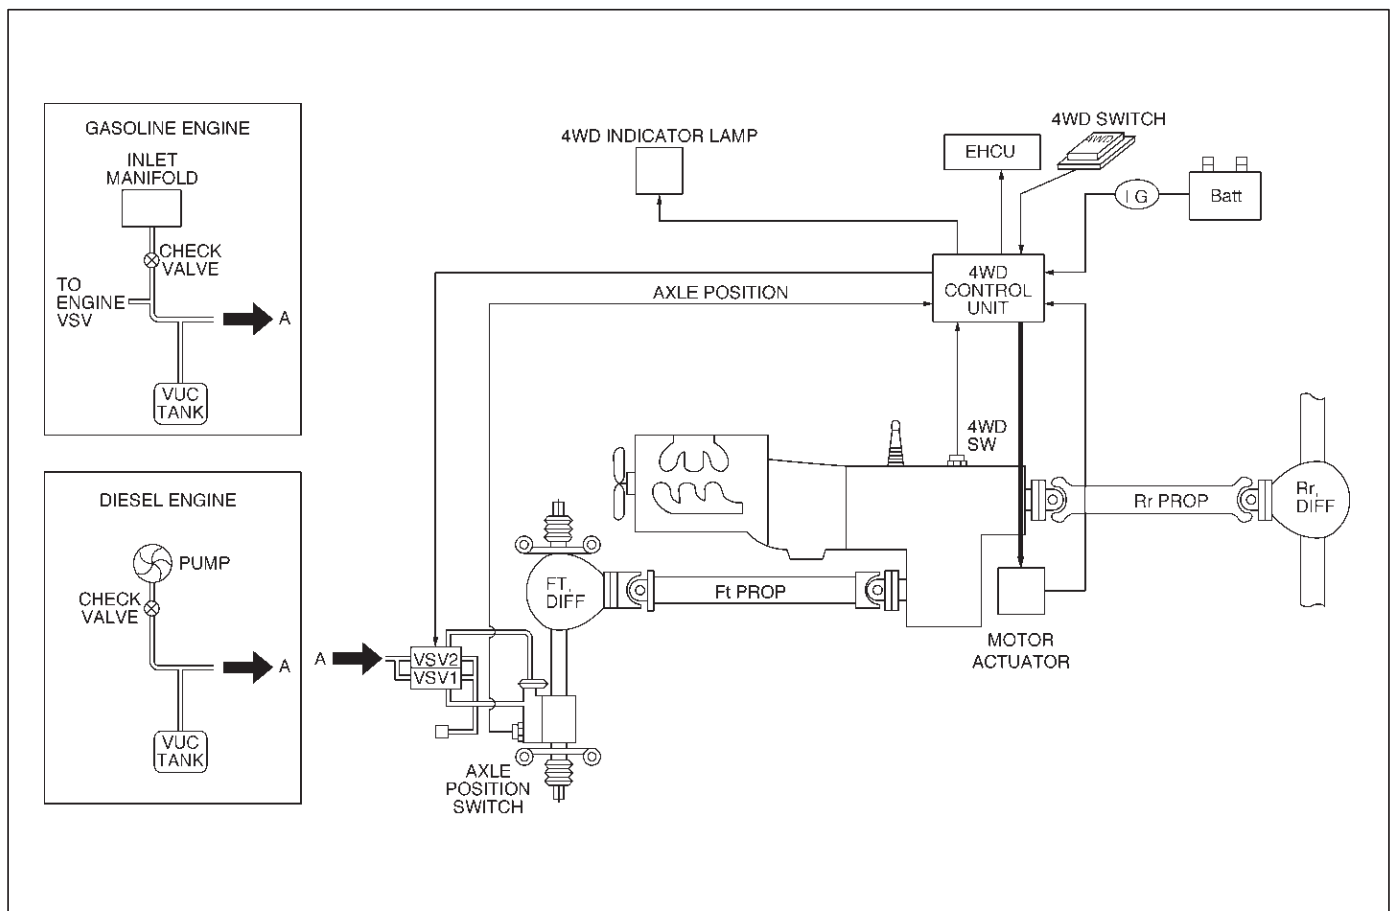 GASOLINE ENGINE
INLET
MANIFOLD
CHECK
VALVE
TO
ENGINE
VSV
A
VUC
TANK
DIESEL ENGINE
PUMP
CHECK
VALVE
A
VUC
TANK
4WD INDICATOR LAMP
EHCU
4WD SWITCH
4WD
IG
Batt
4WD
CONTROL
UNIT
AXLE POSITION
4WD
SW
Rr PROP
Rr,
DIFF
FT,
DIFF
Ft PROP
MOTOR
ACTUATOR
A
VSV2
VSV1
AXLE
POSITION
SWITCH